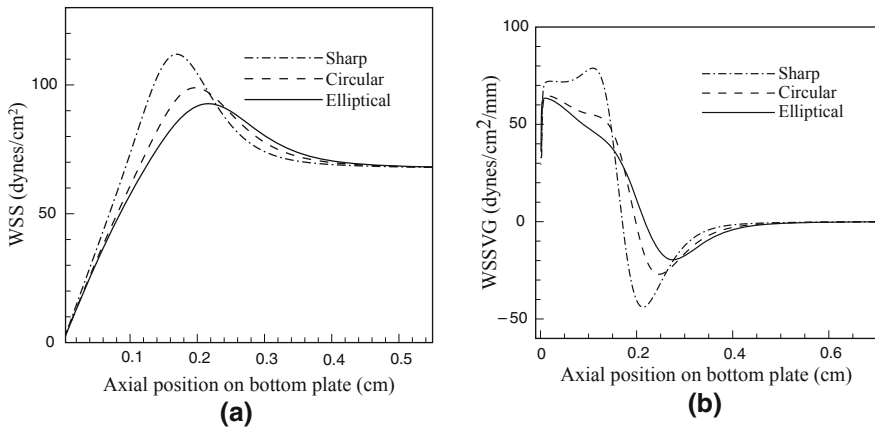 WSS (dynes/cm²)
100
50
0
Sharp
Circular
Elliptical
0.1 0.2 0.3 0.4 0.5
Axial position on bottom plate (cm)
(a)
WSSVG (dynes/cm²/mm)
100
50
0
−50
Sharp
Circular
Elliptical
0 0.2 0.4 0.6
Axial position on bottom plate (cm)
(b)